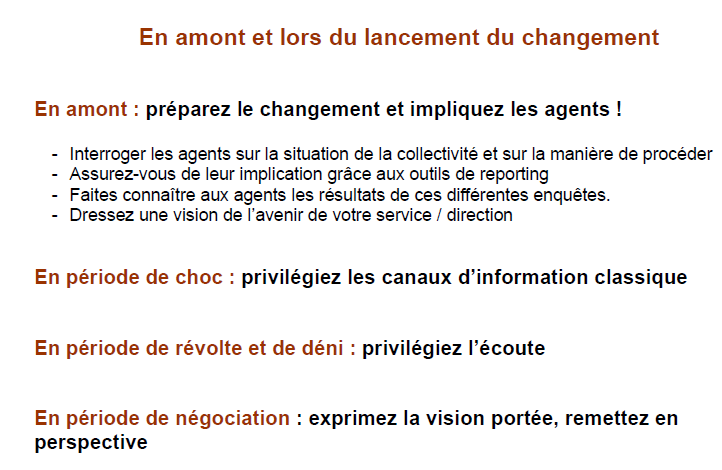 En amont et lors du lancement du changement
En amont : préparez le changement et impliquez les agents !
- Interroger les agents sur la situation de la collectivité et sur la manière de procéder
- Assurez-vous de leur implication grâce aux outils de reporting
- Faites connaître aux agents les résultats de ces différentes enquêtes.
- Dressez une vision de l’avenir de votre service / direction
En période de choc : privilégiez les canaux d’information classique
En période de révolte et de déni : privilégiez l’écoute
En période de négociation : exprimez la vision portée, remettez en
perspective